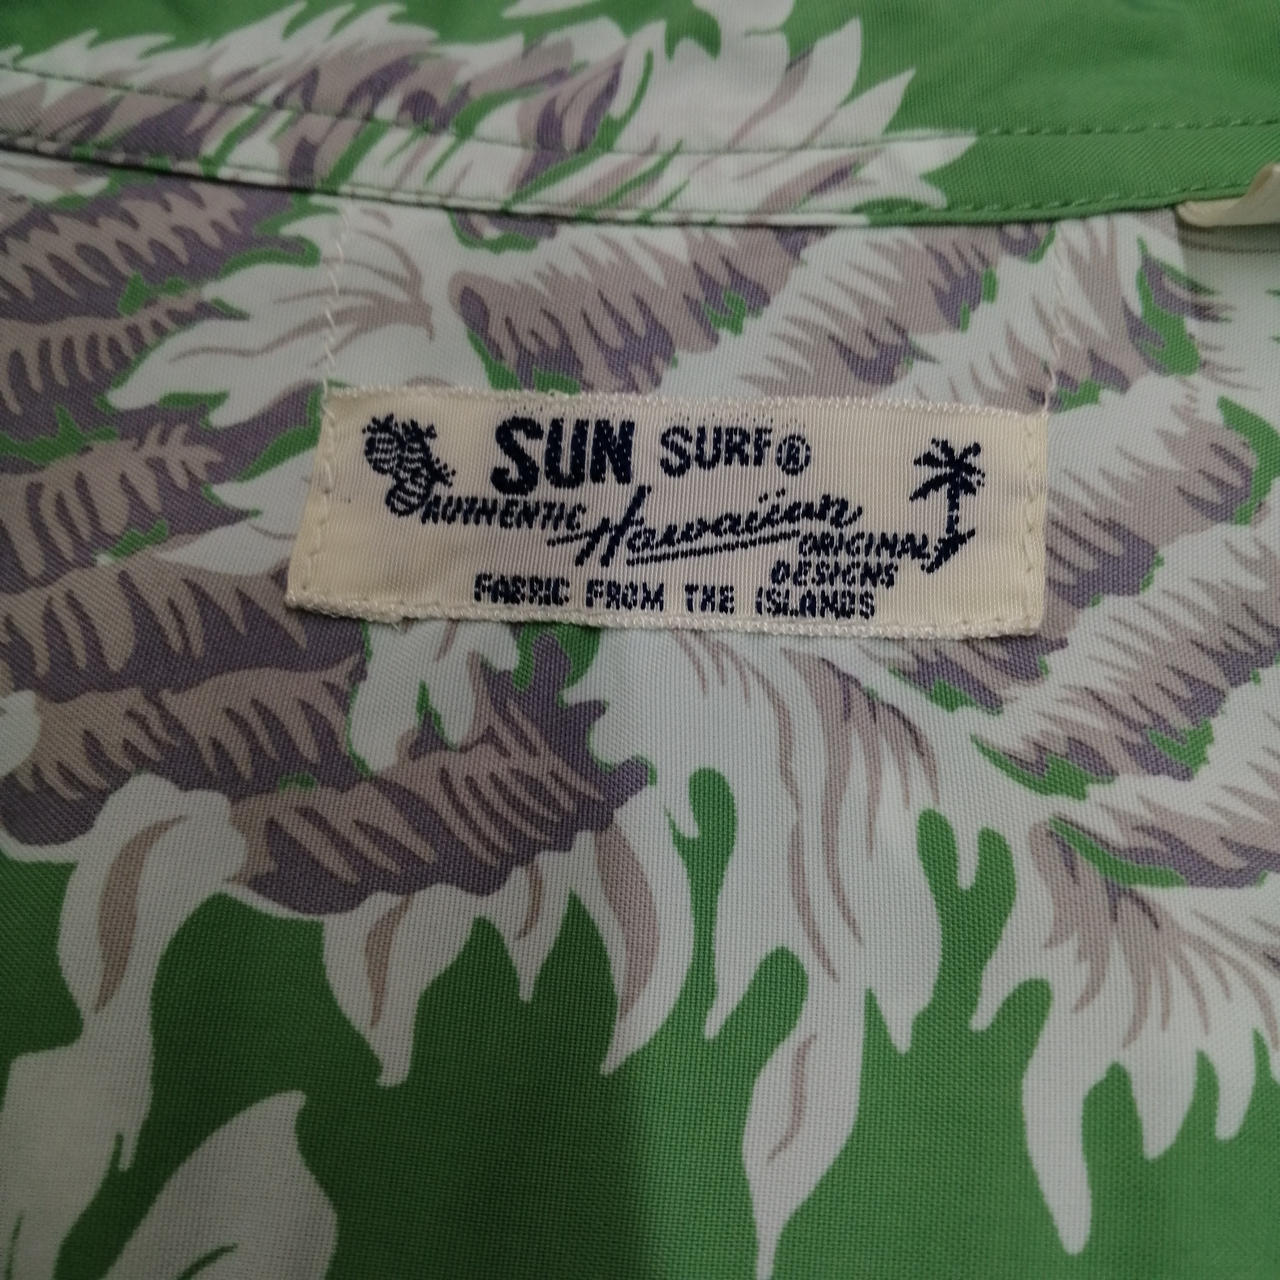 SUN SURF®
AUTHENTIC Hawaiian ORIGINAL
DESIGNS
FABRIC FROM THE ISLANDS